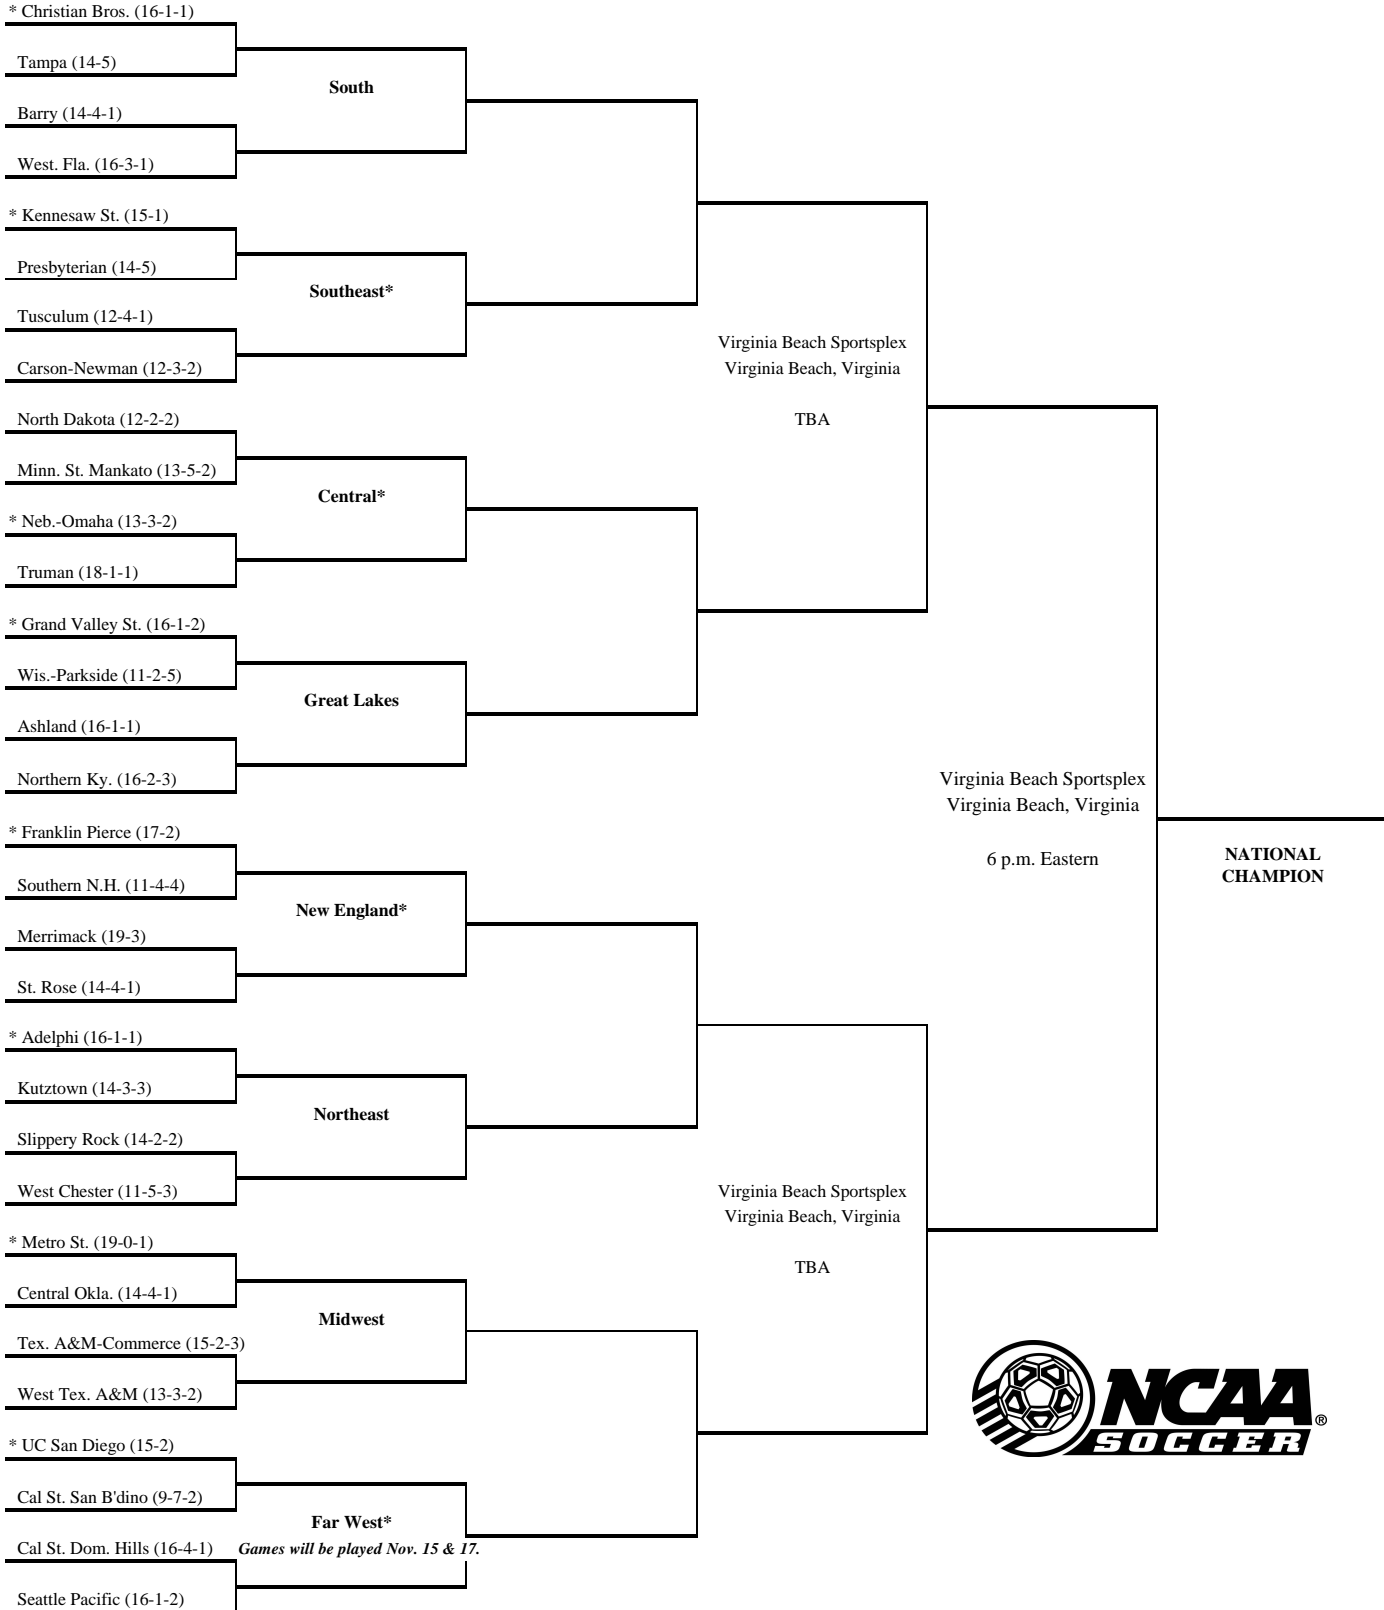 * Christian Bros. (16-1-1)
Tampa (14-5)
South
Barry (14-4-1)
West. Fla. (16-3-1)
* Kennesaw St. (15-1)
Presbyterian (14-5)
Southeast*
Tusculum (12-4-1)
Carson-Newman (12-3-2)
Virginia Beach Sportsplex
Virginia Beach, Virginia
TBA
North Dakota (12-2-2)
Minn. St. Mankato (13-5-2)
Central*
* Neb.-Omaha (13-3-2)
Truman (18-1-1)
* Grand Valley St. (16-1-2)
Wis.-Parkside (11-2-5)
Great Lakes
Ashland (16-1-1)
Northern Ky. (16-2-3)
Virginia Beach Sportsplex
Virginia Beach, Virginia
6 p.m. Eastern
NATIONAL
CHAMPION
* Franklin Pierce (17-2)
Southern N.H. (11-4-4)
New England*
Merrimack (19-3)
St. Rose (14-4-1)
* Adelphi (16-1-1)
Kutztown (14-3-3)
Northeast
Slippery Rock (14-2-2)
West Chester (11-5-3)
Virginia Beach Sportsplex
Virginia Beach, Virginia
TBA
* Metro St. (19-0-1)
Central Okla. (14-4-1)
Midwest
Tex. A&M-Commerce (15-2-3)
West Tex. A&M (13-3-2)
NCAA®
SOCCER
* UC San Diego (15-2)
Cal St. San B'dino (9-7-2)
Far West*
Games will be played Nov. 15 & 17.
Cal St. Dom. Hills (16-4-1)
Seattle Pacific (16-1-2)